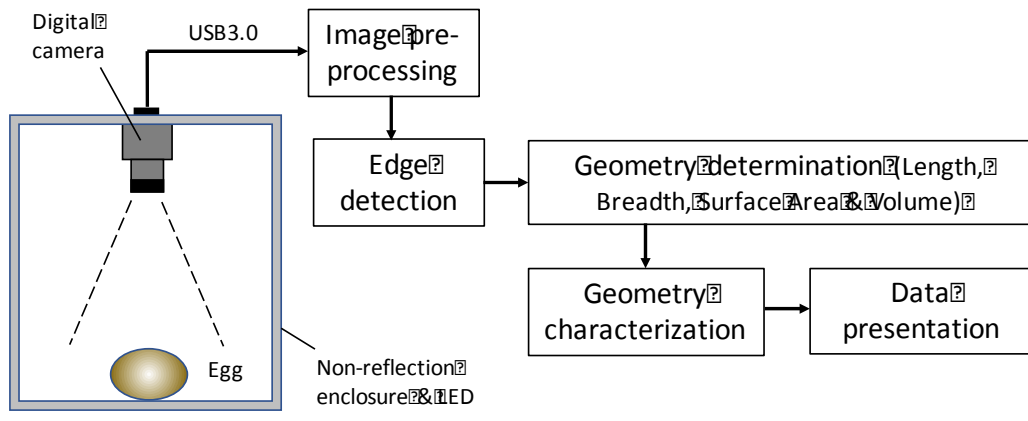 Digital
camera
USB3.0
Image pre-
processing
Edge
detection
Geometry determination (Length,
Breadth, Surface Area & Volume)
Geometry
characterization
Data
presentation
Egg
Non-reflection
enclosure & LED